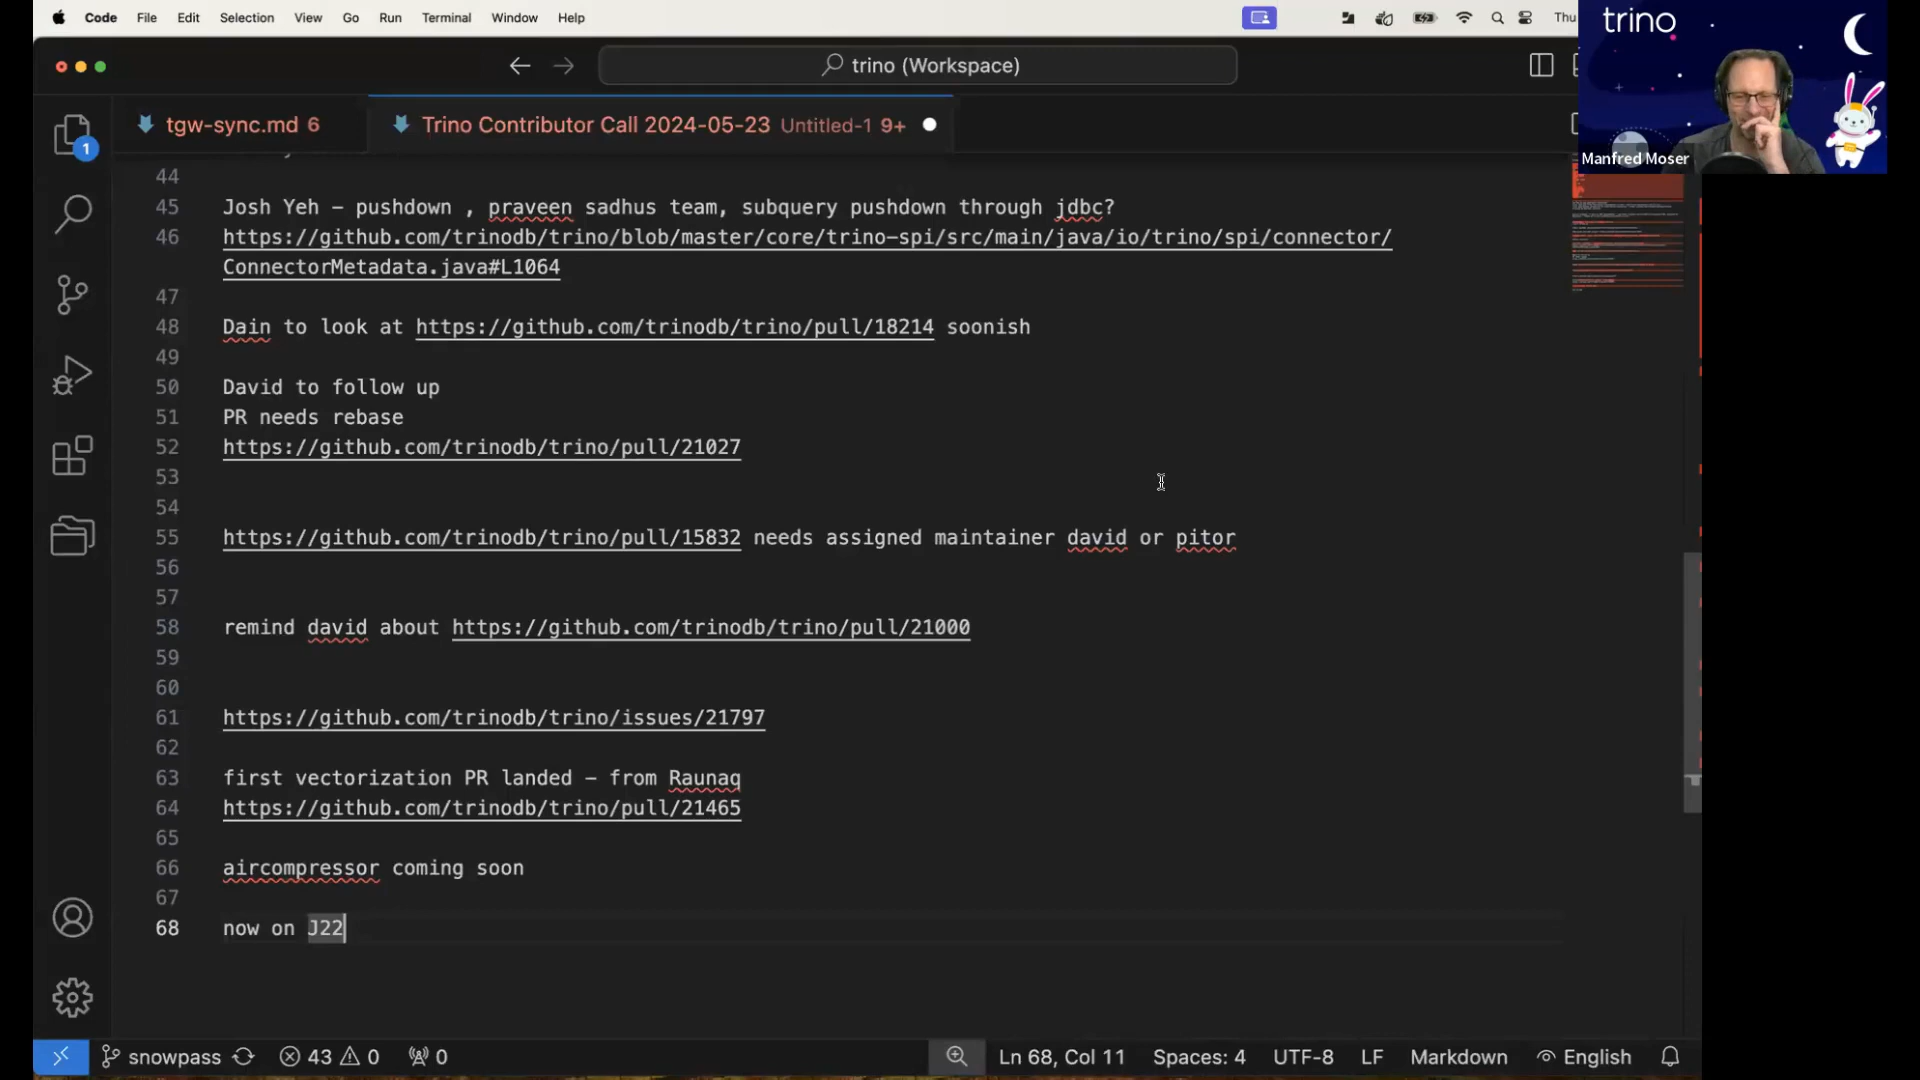 Code File Edit Selection View Go Run Terminal Window Help Thu
trino
trino (Workspace)
tgw-sync.md 6
Trino Contributor Call 2024-05-23 Untitled-1 9+
Manfred Moser
1
44
45 Josh Yeh - pushdown , praveen sadhus team, subquery pushdown through jdbc?
46 https://github.com/trinodb/trino/blob/master/core/trino-spi/src/main/java/io/trino/spi/connector/
ConnectorMetadata.java#L1064
47
48 Dain to look at https://github.com/trinodb/trino/pull/18214 soonish
49
50 David to follow up
51 PR needs rebase
52 https://github.com/trinodb/trino/pull/21027
53
54
55 https://github.com/trinodb/trino/pull/15832 needs assigned maintainer david or pitor
56
57
58 remind david about https://github.com/trinodb/trino/pull/21000
59
60
61 https://github.com/trinodb/trino/issues/21797
62
63 first vectorization PR landed - from Raunaq
64 https://github.com/trinodb/trino/pull/21465
65
66 aircompressor coming soon
67
68 now on J22
snowpass 43 0 0 Ln 68, Col 11 Spaces: 4 UTF-8 LF Markdown English